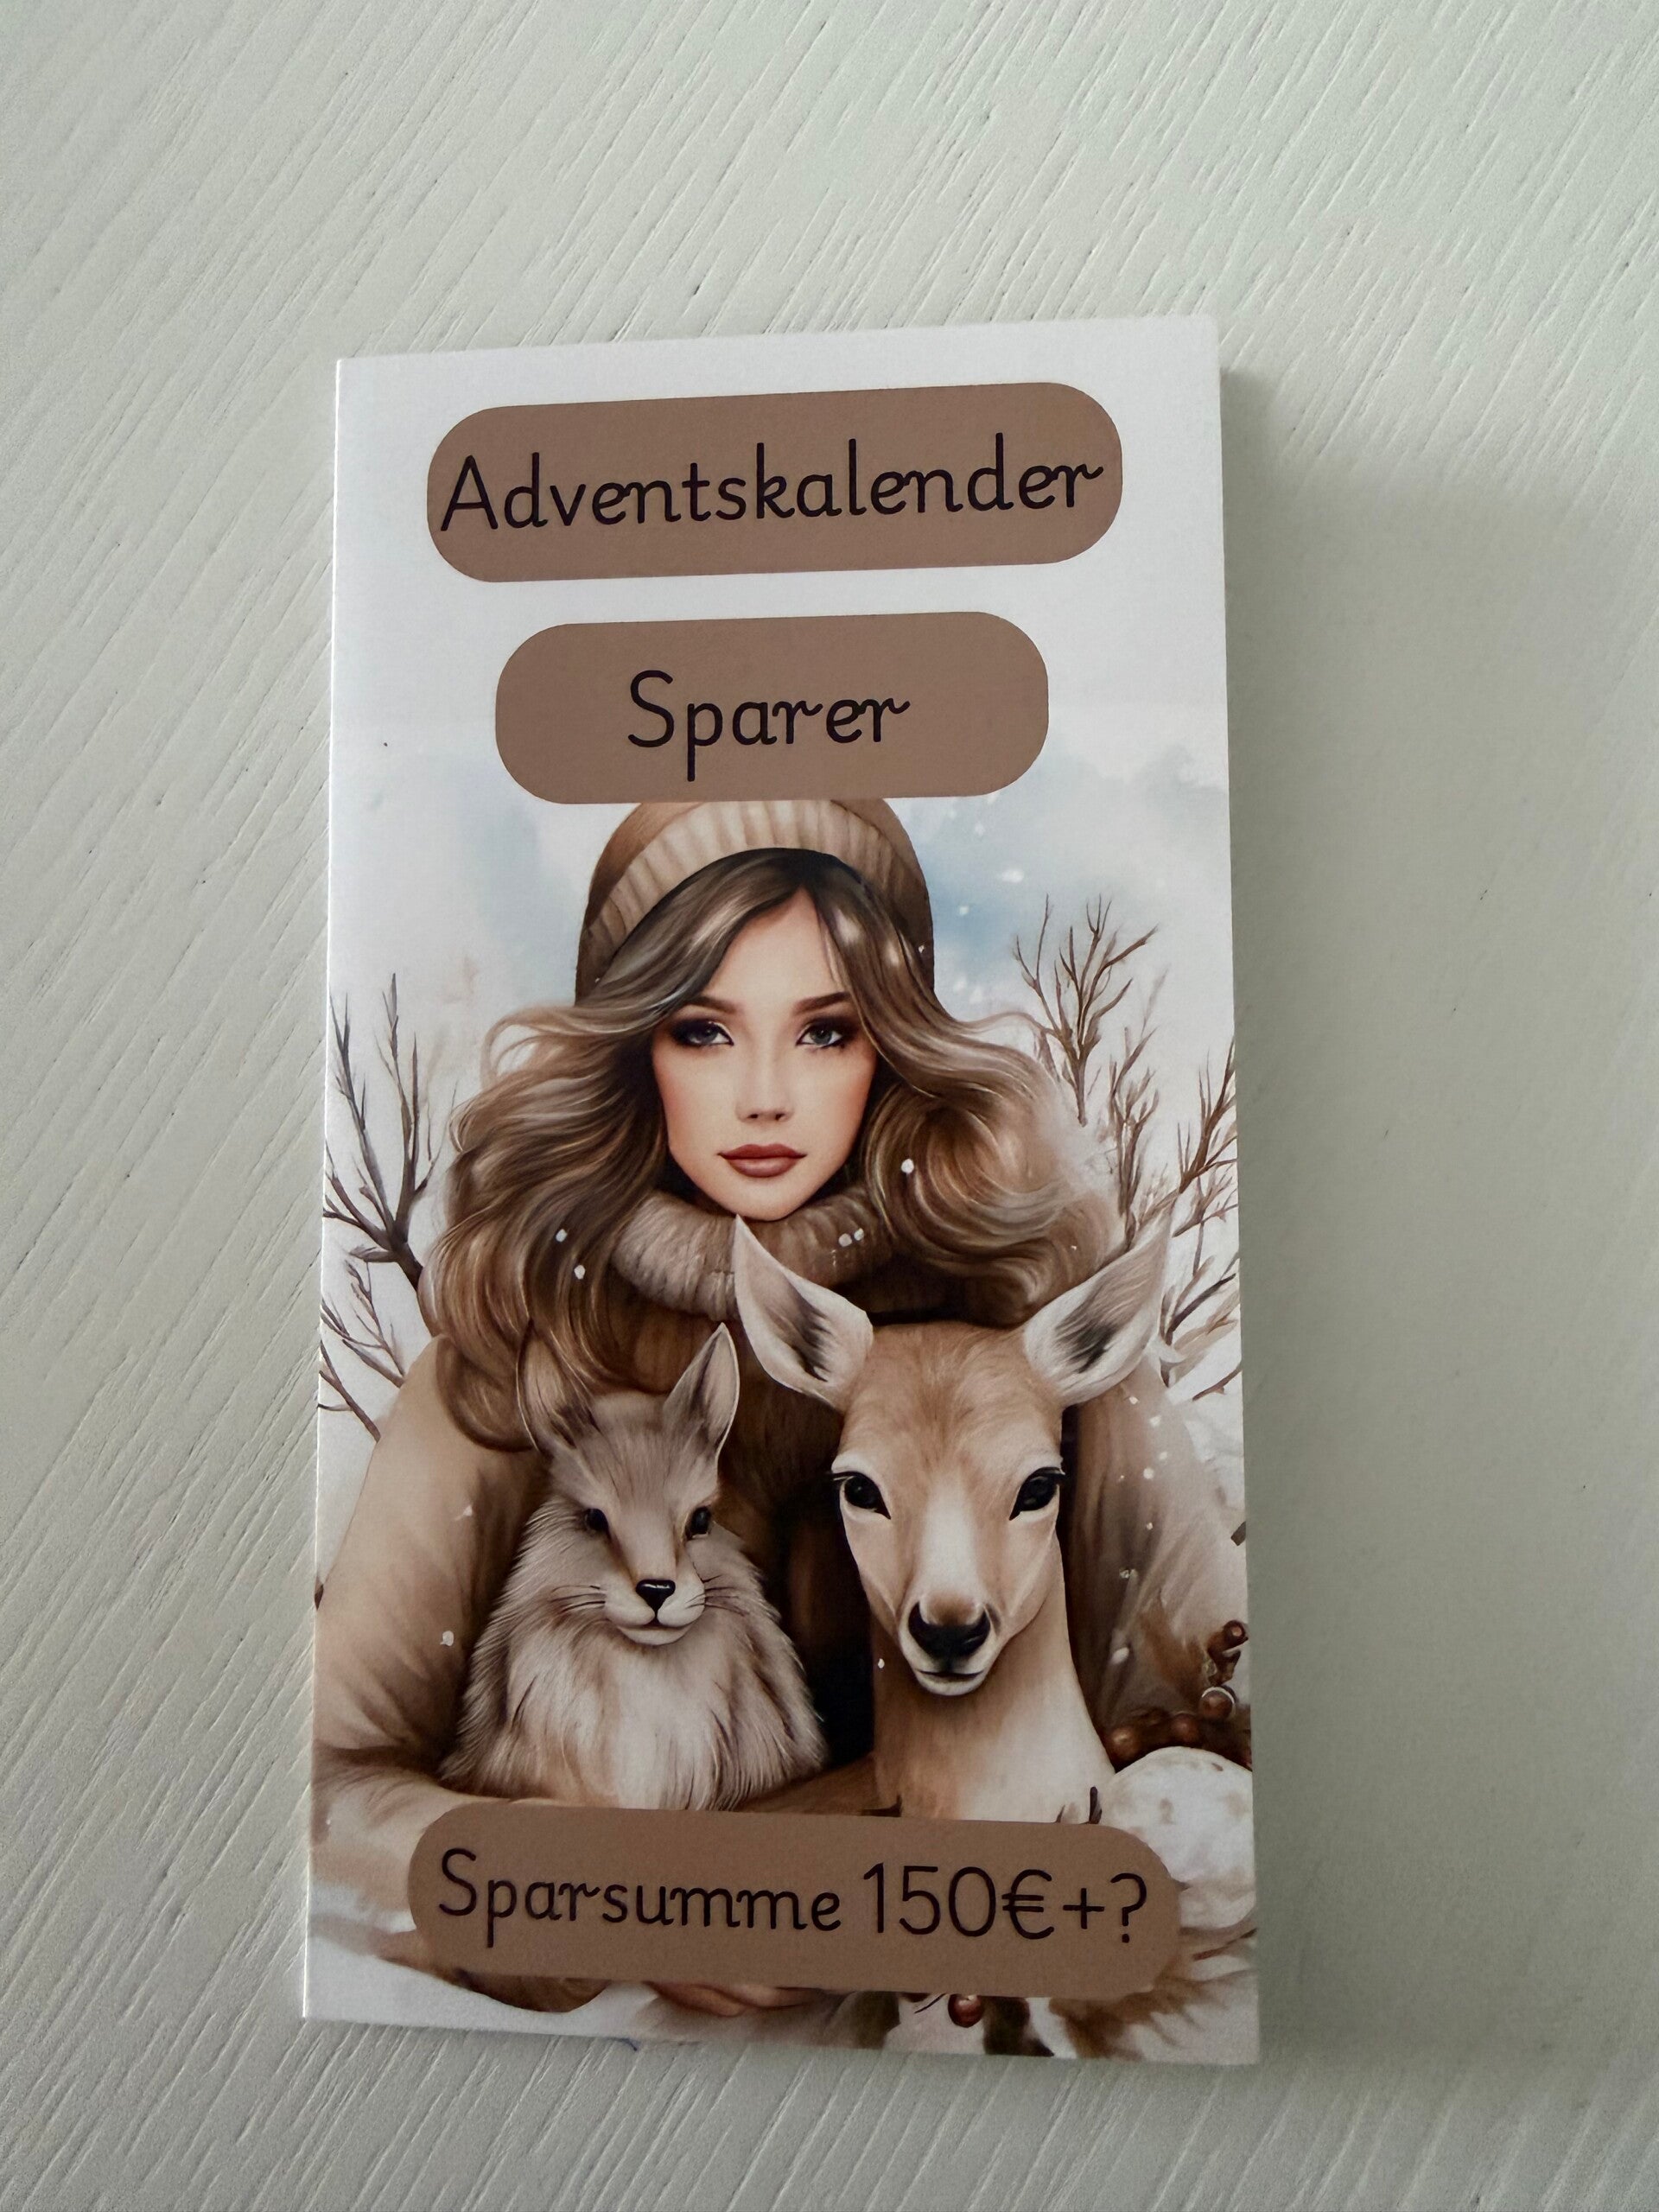 Adventskalender
Sparer
Sparsumme 150€+?